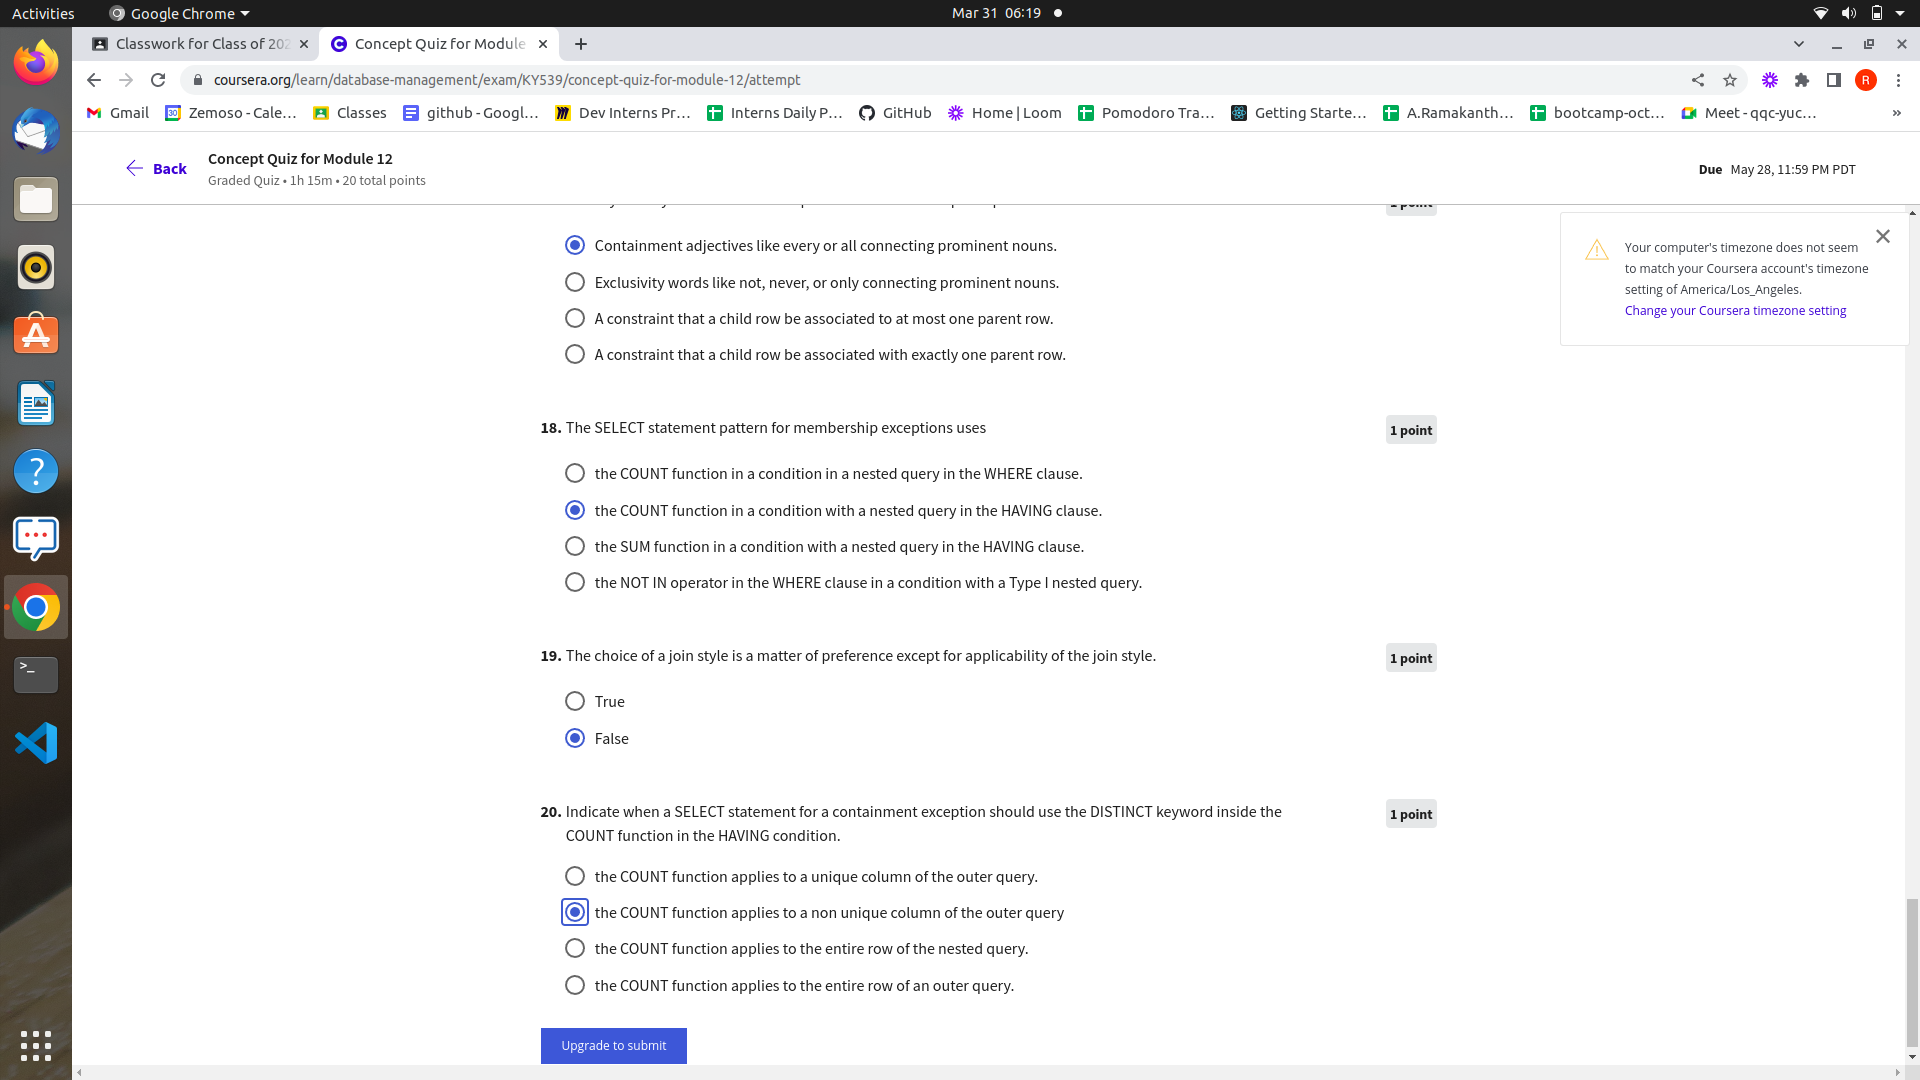 Activities
Google Chrome
Mar 31 06:19
Classwork for Class of 202
Concept Quiz for Module
coursera.org/learn/database-management/exam/KY539/concept-quiz-for-module-12/attempt
R
Gmail
Zemoso - Cale…
Classes
github - Googl…
Dev Interns Pr…
Interns Daily P…
GitHub
Home | Loom
Pomodoro Tra…
Getting Starte…
A.Ramakanth…
bootcamp-oct…
Meet - qqc-yuc…
»
Back
Concept Quiz for Module 12
Graded Quiz • 1h 15m • 20 total points
Due May 28, 11:59 PM PDT
1 point
Your computer's timezone does not seem
to match your Coursera account's timezone
setting of America/Los_Angeles.
Change your Coursera timezone setting
Containment adjectives like every or all connecting prominent nouns.
Exclusivity words like not, never, or only connecting prominent nouns.
A constraint that a child row be associated to at most one parent row.
A constraint that a child row be associated with exactly one parent row.
18. The SELECT statement pattern for membership exceptions uses
1 point
the COUNT function in a condition in a nested query in the WHERE clause.
the COUNT function in a condition with a nested query in the HAVING clause.
the SUM function in a condition with a nested query in the HAVING clause.
the NOT IN operator in the WHERE clause in a condition with a Type I nested query.
19. The choice of a join style is a matter of preference except for applicability of the join style.
1 point
True
False
20. Indicate when a SELECT statement for a containment exception should use the DISTINCT keyword inside the
COUNT function in the HAVING condition.
1 point
the COUNT function applies to a unique column of the outer query.
the COUNT function applies to a non unique column of the outer query
the COUNT function applies to the entire row of the nested query.
the COUNT function applies to the entire row of an outer query.
Upgrade to submit